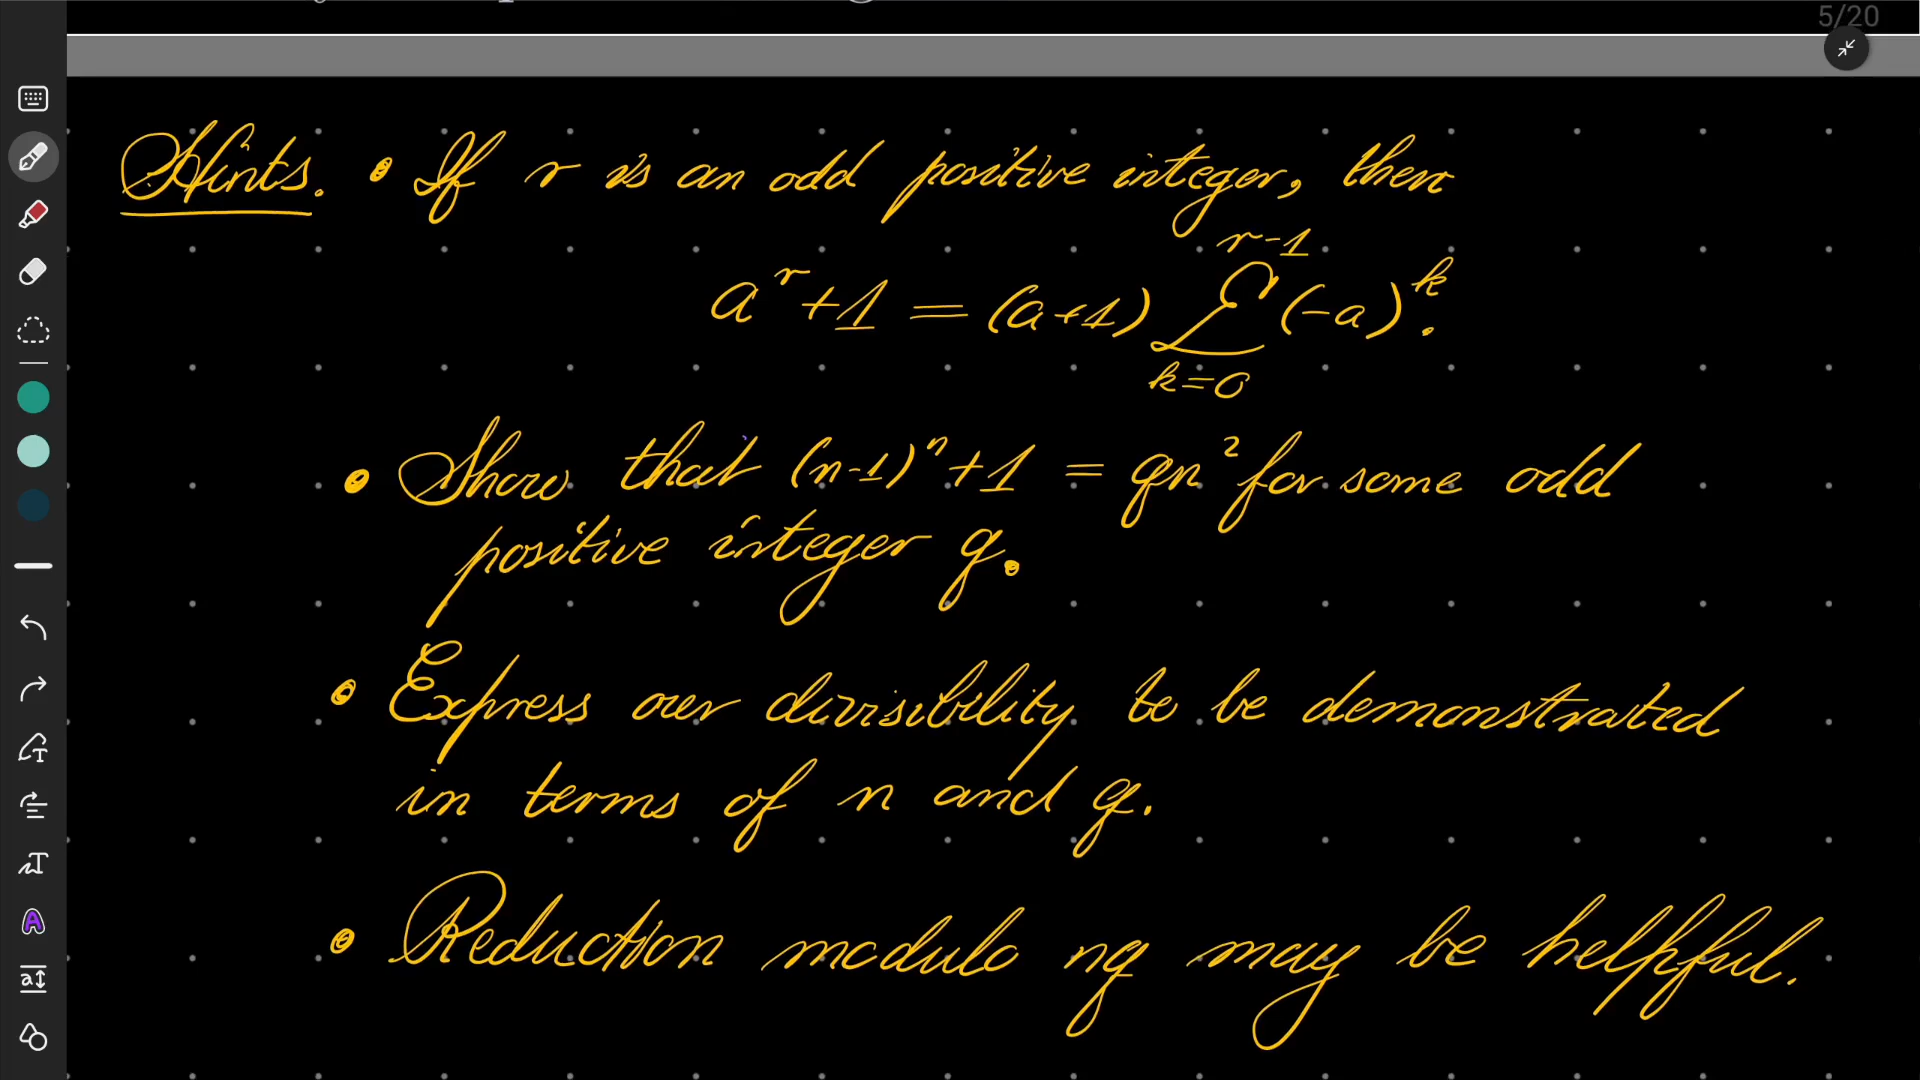 5/20
Hints. • If r is an odd positive integer, then
a^r + 1 = (a+1) \sum_{k=0}^{r-1} (-a)^k.
• Show that (n-1)^n + 1 = qn^2 for some odd
positive integer q.
• Express our divisibility to be demonstrated
in terms of n and q.
• Reduction modulo nq may be helpful.